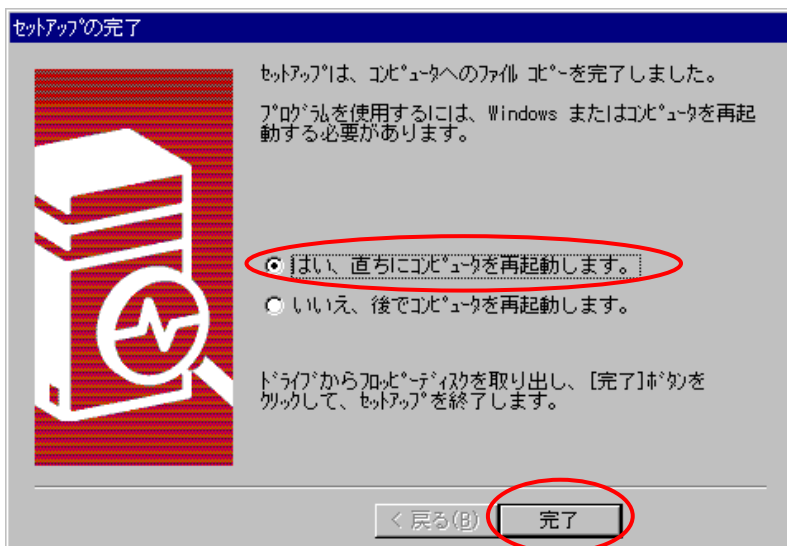 ｾｯﾄｱｯﾌﾟの完了
ｾｯﾄｱｯﾌﾟは、ｺﾝﾋﾟｭｰﾀへのﾌｧｲﾙ ｺﾋﾟｰを完了しました。
ﾌﾟﾛｸﾞﾗﾑを使用するには、Windows またはｺﾝﾋﾟｭｰﾀを再起
動する必要があります。
はい、直ちにｺﾝﾋﾟｭｰﾀを再起動します。
いいえ、後でｺﾝﾋﾟｭｰﾀを再起動します。
ﾄﾞﾗｲﾌﾞからﾌﾛｯﾋﾟｰﾃﾞｨｽｸを取り出し、[完了]ﾎﾞﾀﾝを
ｸﾘｯｸして、ｾｯﾄｱｯﾌﾟを終了します。
< 戻る(B) 完了